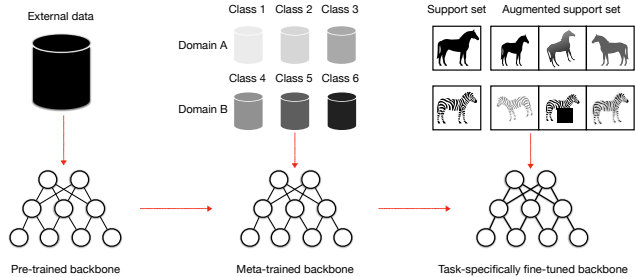 External data
Class 1 Class 2 Class 3
Domain A
Class 4 Class 5 Class 6
Domain B
Support set Augmented support set
Pre-trained backbone
Meta-trained backbone
Task-specifically fine-tuned backbone